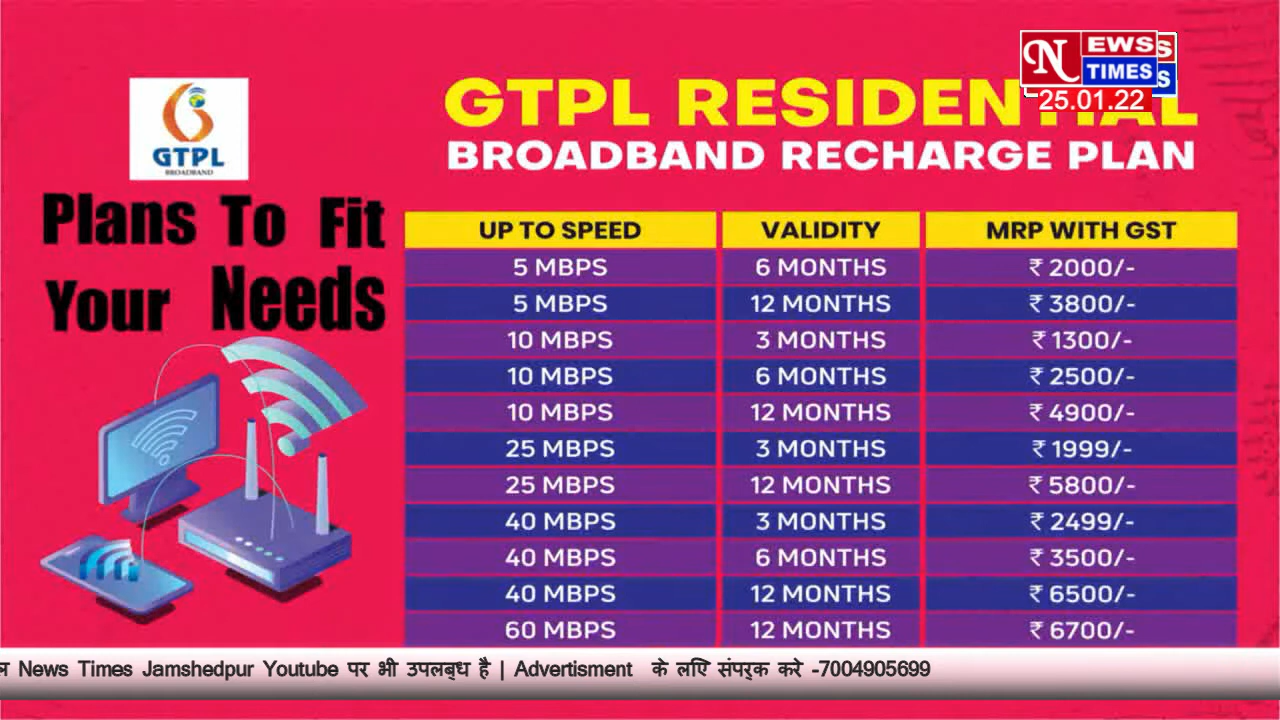 NEWS
TIMES
25.01.22
GTPL
BROADBAND
GTPL RESIDENTIAL
BROADBAND RECHARGE PLAN
Plans To Fit
Your Needs
UP TO SPEED VALIDITY MRP WITH GST
5 MBPS 6 MONTHS ₹ 2000/-
5 MBPS 12 MONTHS ₹ 3800/-
10 MBPS 3 MONTHS ₹ 1300/-
10 MBPS 6 MONTHS ₹ 2500/-
10 MBPS 12 MONTHS ₹ 4900/-
25 MBPS 3 MONTHS ₹ 1999/-
25 MBPS 12 MONTHS ₹ 5800/-
40 MBPS 3 MONTHS ₹ 2499/-
40 MBPS 6 MONTHS ₹ 3500/-
40 MBPS 12 MONTHS ₹ 6500/-
60 MBPS 12 MONTHS ₹ 6700/-
News Times Jamshedpur Youtube पर भी उपलब्ध है | Advertisment के लिए संपर्क करे -7004905699